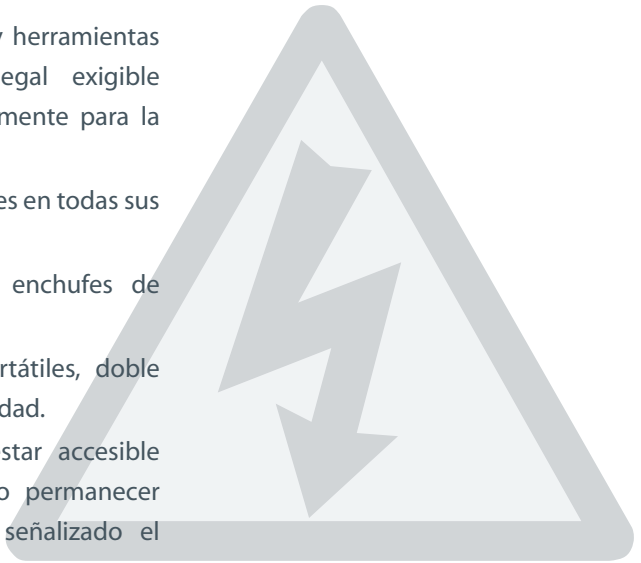 y herramientas
egal exigible
mente para la
es en todas sus
enchufes de
rtátiles, doble
dad.
star accesible
o permanecer
señalizado el